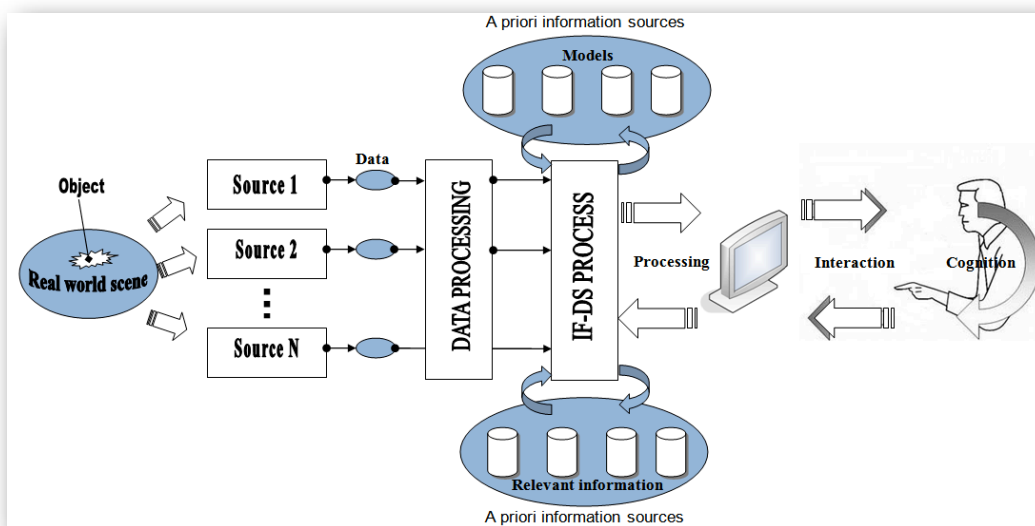 A priori information sources
Models
Data
Object
Source 1
Source 2
Source N
Real world scene
DATA PROCESSING
IF-DS PROCESS
Processing
Interaction
Cognition
Relevant information
A priori information sources